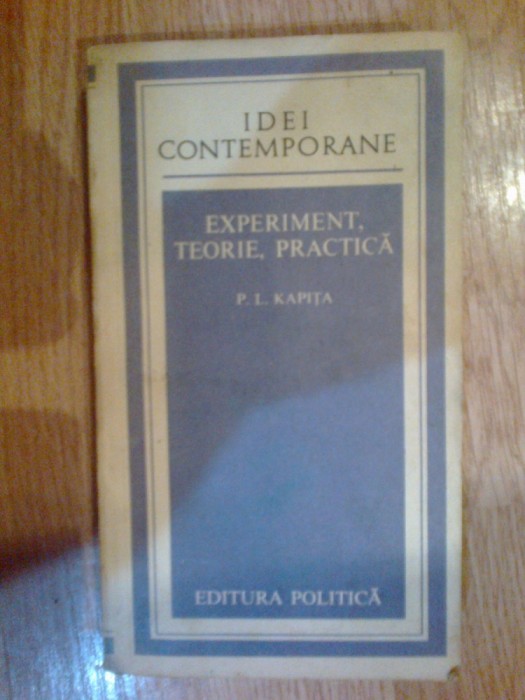 IDEI
CONTEMPORANE
EXPERIMENT,
TEORIE, PRACTICĂ
P. L. KAPIȚA
EDITURA POLITICĂ